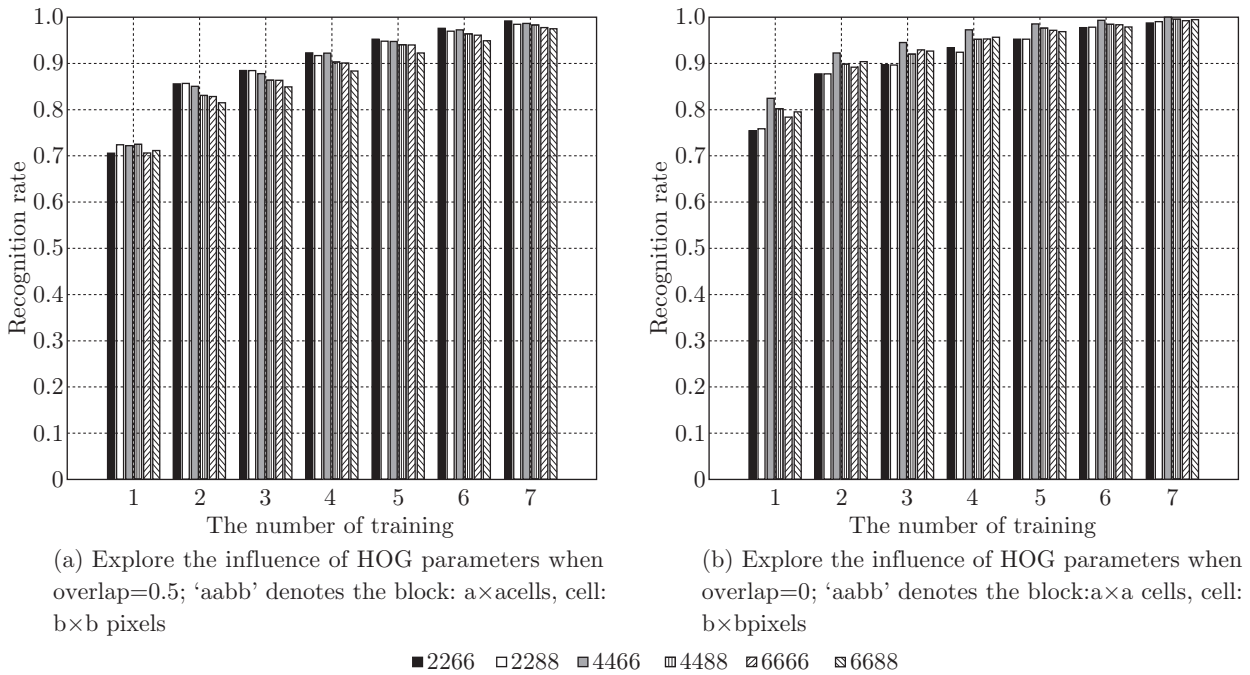 1.0
0.9
0.8
0.7
0.6
0.5
0.4
0.3
0.2
0.1
0
Recognition rate
1 2 3 4 5 6 7
The number of training
(a) Explore the influence of HOG parameters when
overlap=0.5; ‘aabb’ denotes the block: a×acells, cell:
b×b pixels
1.0
0.9
0.8
0.7
0.6
0.5
0.4
0.3
0.2
0.1
0
Recognition rate
1 2 3 4 5 6 7
The number of training
(b) Explore the influence of HOG parameters when
overlap=0; ‘aabb’ denotes the block:a×a cells, cell:
b×bpixels
2266 2288 4466 4488 6666 6688